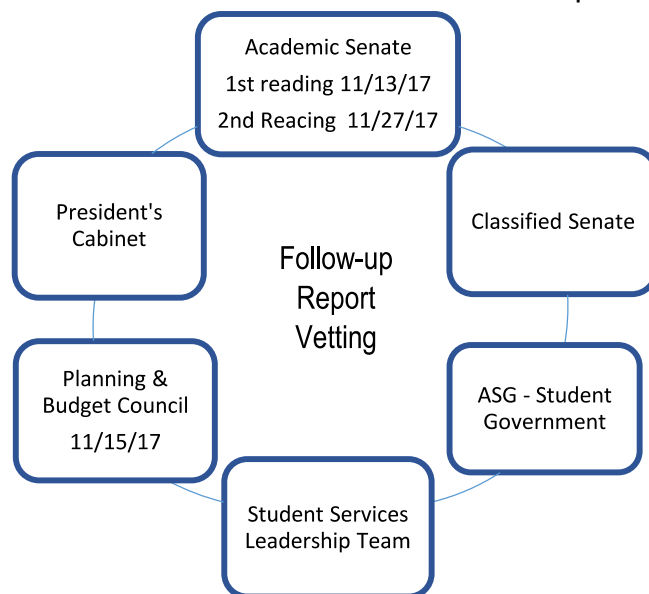 Academic Senate
1st reading 11/13/17
2nd Reacing 11/27/17
President's
Cabinet
Classified Senate
Follow-up
Report
Vetting
Planning &
Budget Council
11/15/17
ASG - Student
Government
Student Services
Leadership Team